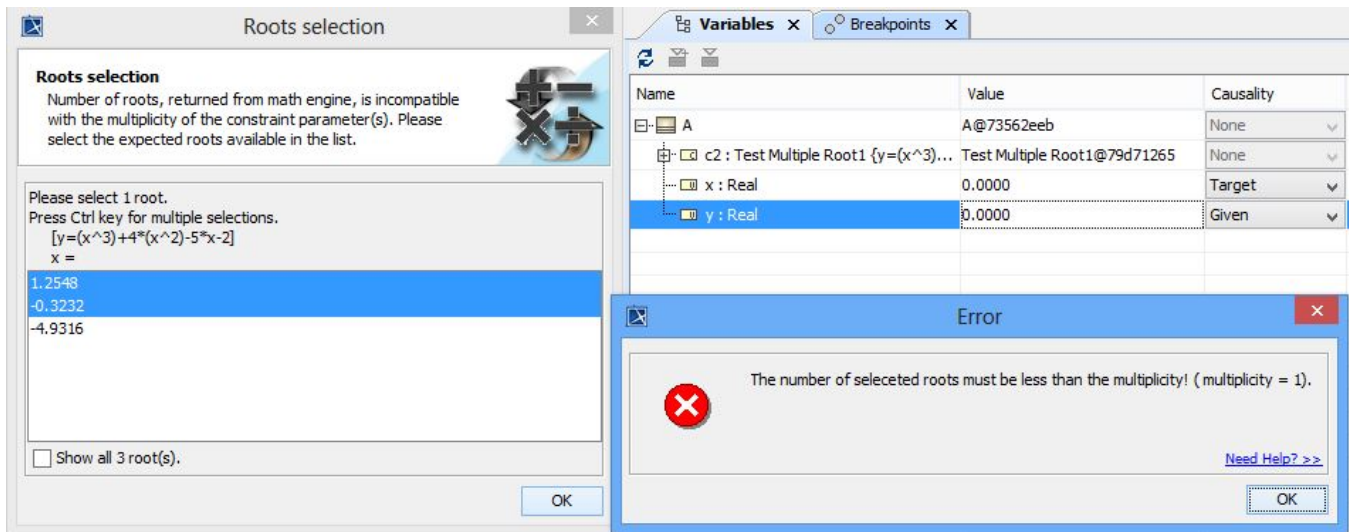 Roots selection
Roots selection
Number of roots, returned from math engine, is incompatible
with the multiplicity of the constraint parameter(s). Please
select the expected roots available in the list.
Please select 1 root.
Press Ctrl key for multiple selections.
[y=(x^3)+4*(x^2)-5*x-2]
x =
1.2548
-0.3232
-4.9316
Show all 3 root(s).
OK
Variables Breakpoints
Name Value Causality
A A@73562eeb None
c2 : Test Multiple Root1 {y=(x^3)... Test Multiple Root1@79d71265 None
x : Real 0.0000 Target
y : Real 0.0000 Given
Error
The number of seleceted roots must be less than the multiplicity! ( multiplicity = 1).
Need Help? >>
OK